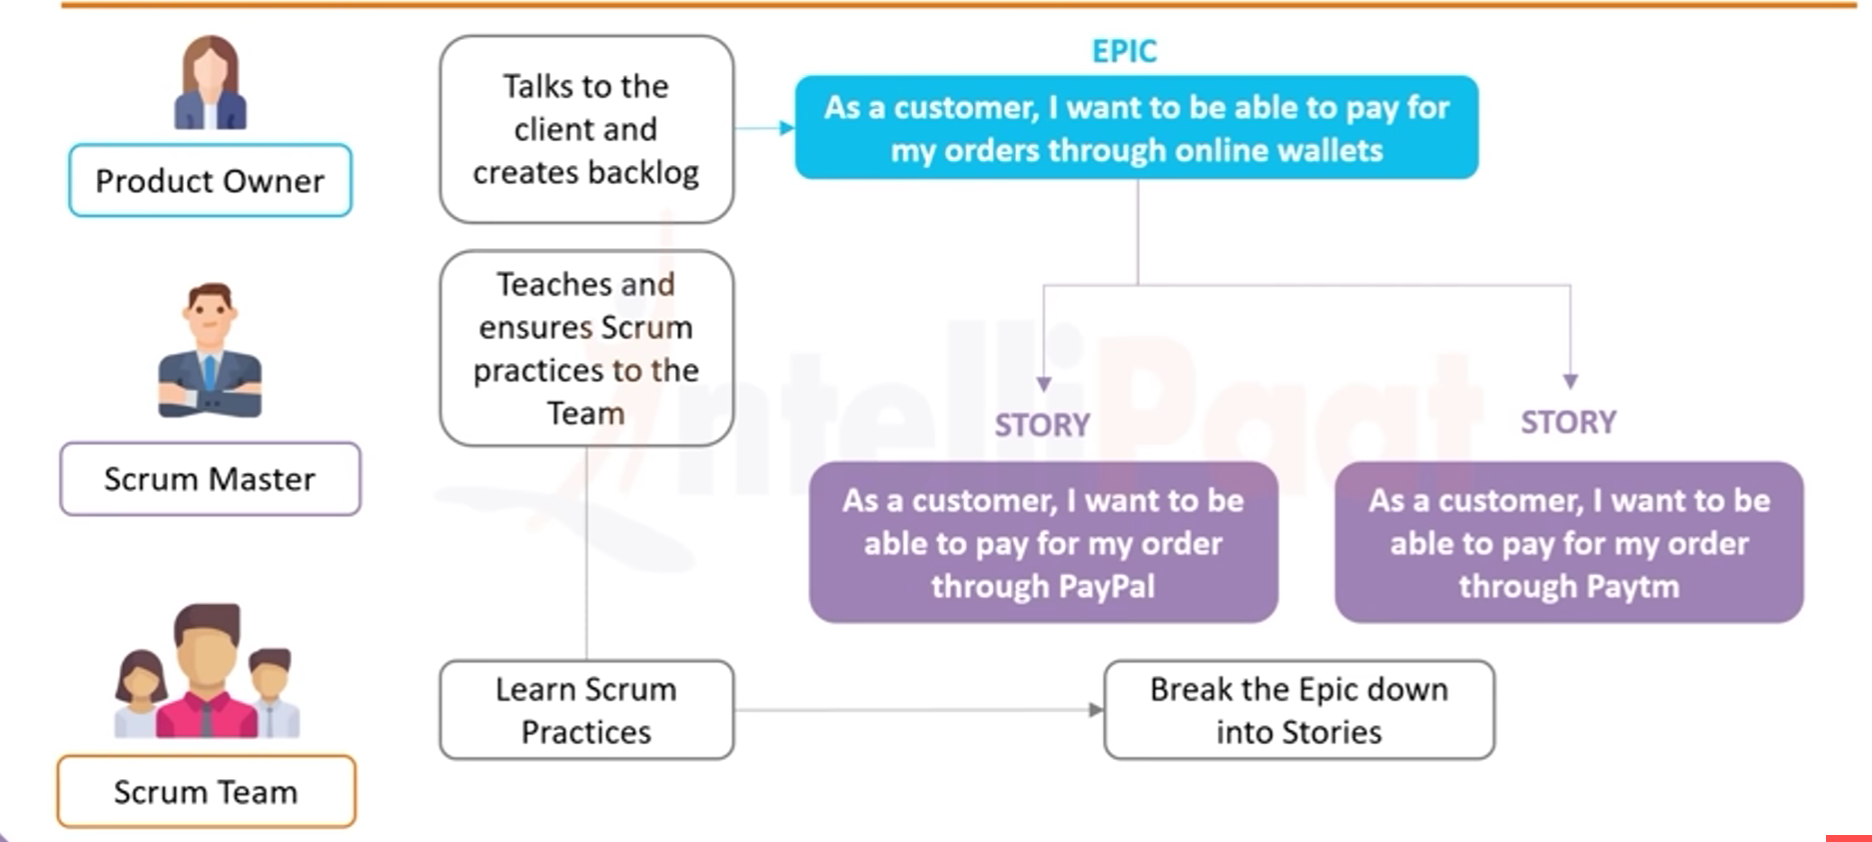 Product Owner
Talks to the
client and
creates backlog
EPIC
As a customer, I want to be able to pay for
my orders through online wallets
Scrum Master
Teaches and
ensures Scrum
practices to the
Team
STORY
As a customer, I want to be
able to pay for my order
through PayPal
STORY
As a customer, I want to be
able to pay for my order
through Paytm
Scrum Team
Learn Scrum
Practices
Break the Epic down
into Stories
IntelliPaat